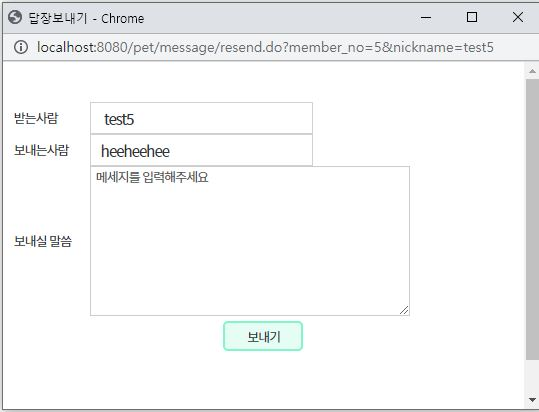 답장보내기 - Chrome
localhost:8080/pet/message/resend.do?member_no=5&nickname=test5
받는사람 test5
보내는사람 heeheehee
메세지를 입력해주세요
보내실 말씀
보내기